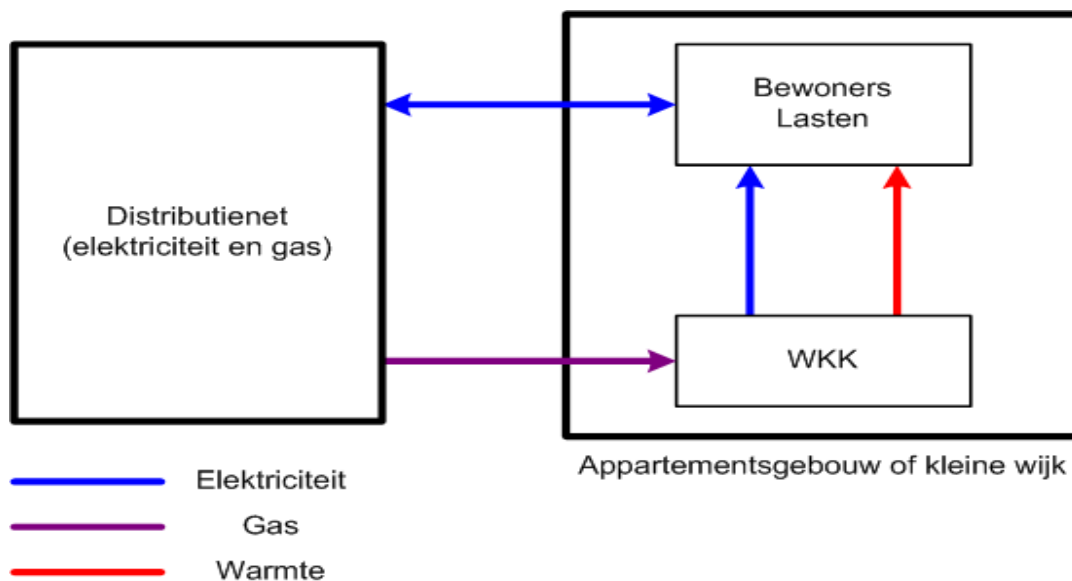 Distributienet
(elektriciteit en gas)
Bewoners
Lasten
WKK
Appartementsgebouw of kleine wijk
Elektriciteit
Gas
Warmte